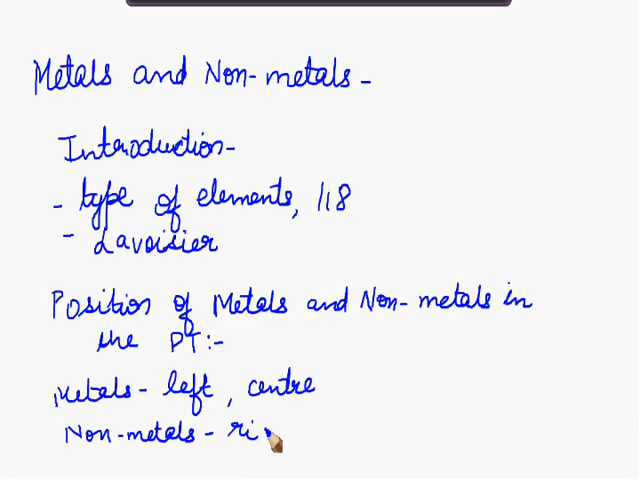 Metals and Non-metals -
Introduction -
- type of elements, 118
- Lavoisier
Position of Metals and Non-metals in
the PT :-
Metals - left, centre
Non-metals - ri